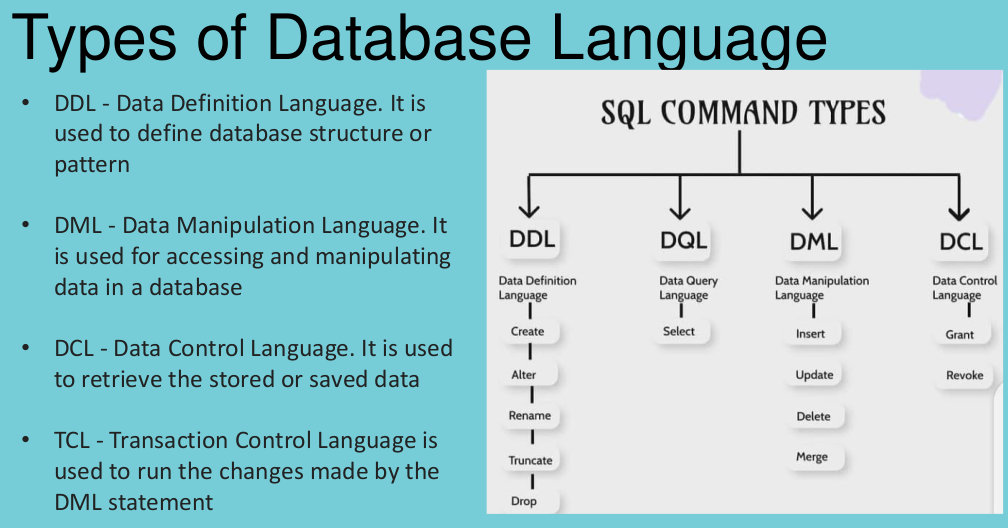 Types of Database Language
• DDL - Data Definition Language. It is
used to define database structure or
pattern
• DML - Data Manipulation Language. It
is used for accessing and manipulating
data in a database
• DCL - Data Control Language. It is used
to retrieve the stored or saved data
• TCL - Transaction Control Language is
used to run the changes made by the
DML statement
SQL COMMAND TYPES
DDL
Data Definition
Language
Create
Alter
Rename
Truncate
Drop
DQL
Data Query
Language
Select
DML
Data Manipulation
Language
Insert
Update
Delete
Merge
DCL
Data Control
Language
Grant
Revoke